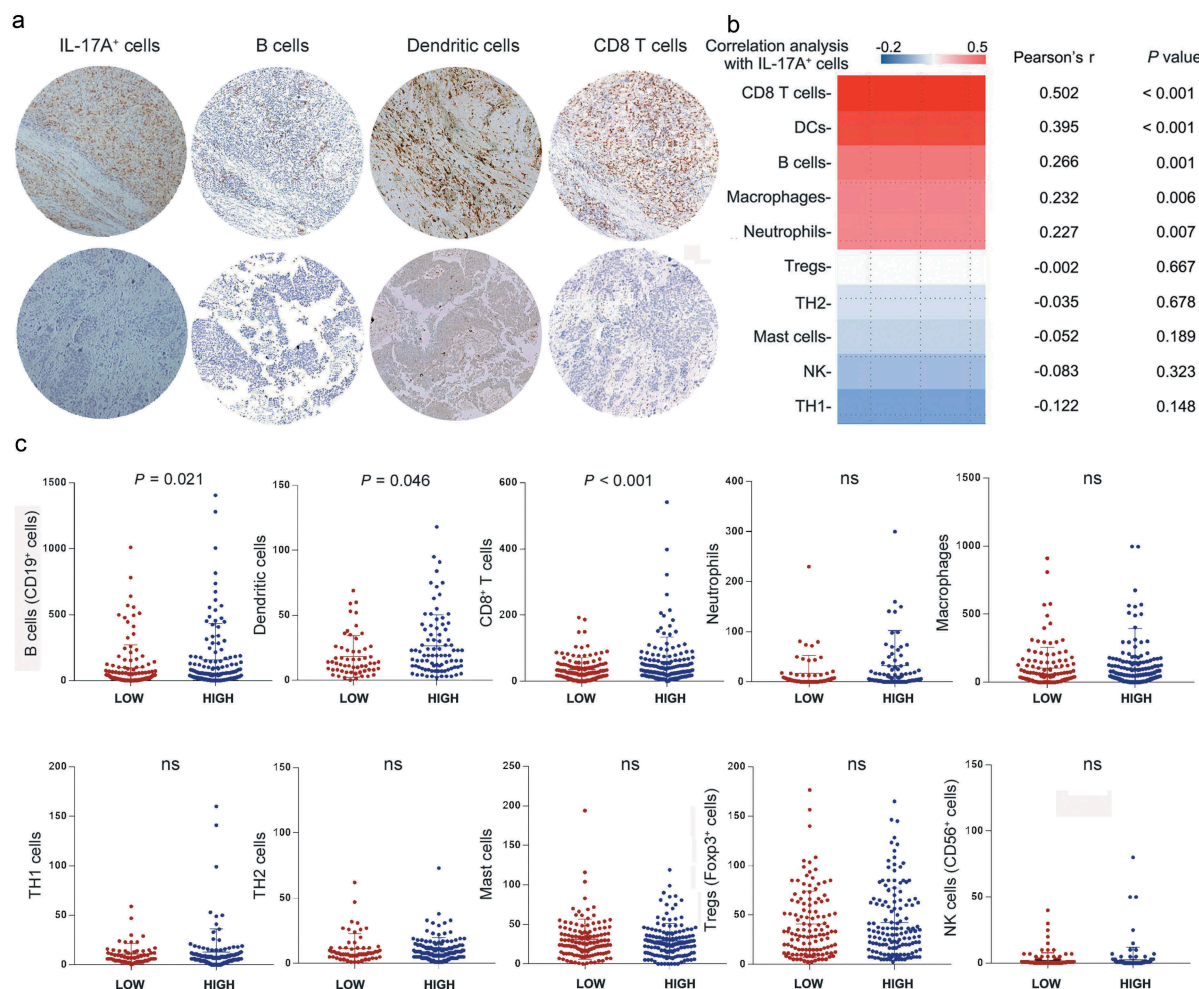 a
IL-17A⁺ cells B cells Dendritic cells CD8 T cells
b
Correlation analysis with IL-17A⁺ cells
-0.2 0.5
Pearson's r P value
CD8 T cells- 0.502 < 0.001
DCs- 0.395 < 0.001
B cells- 0.266 0.001
Macrophages- 0.232 0.006
Neutrophils- 0.227 0.007
Tregs- -0.002 0.667
TH2- -0.035 0.678
Mast cells- -0.052 0.189
NK- -0.083 0.323
TH1- -0.122 0.148
c
B cells (CD19⁺ cells)
P = 0.021
1500
1000
500
0
LOW HIGH
Dendritic cells
P = 0.046
150
100
50
0
LOW HIGH
CD8⁺ T cells
P < 0.001
600
400
200
0
LOW HIGH
Neutrophils
ns
400
300
200
100
0
LOW HIGH
Macrophages
ns
1500
1000
500
0
LOW HIGH
TH1 cells
ns
200
150
100
50
0
LOW HIGH
TH2 cells
ns
150
100
50
0
LOW HIGH
Mast cells
ns
250
200
150
100
50
0
LOW HIGH
Tregs (Foxp3⁺ cells)
ns
200
150
100
50
0
LOW HIGH
NK cells (CD56⁺ cells)
ns
150
100
50
0
LOW HIGH